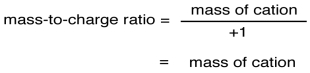 mass-to-charge ratio = mass of cation
+1
= mass of cation